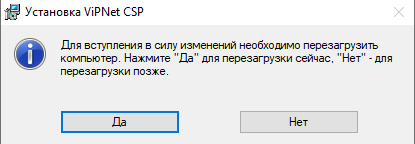 Установка ViPNet CSP
Для вступления в силу изменений необходимо перезагрузить
компьютер. Нажмите "Да" для перезагрузки сейчас, "Нет" - для
перезагрузки позже.
Да
Нет